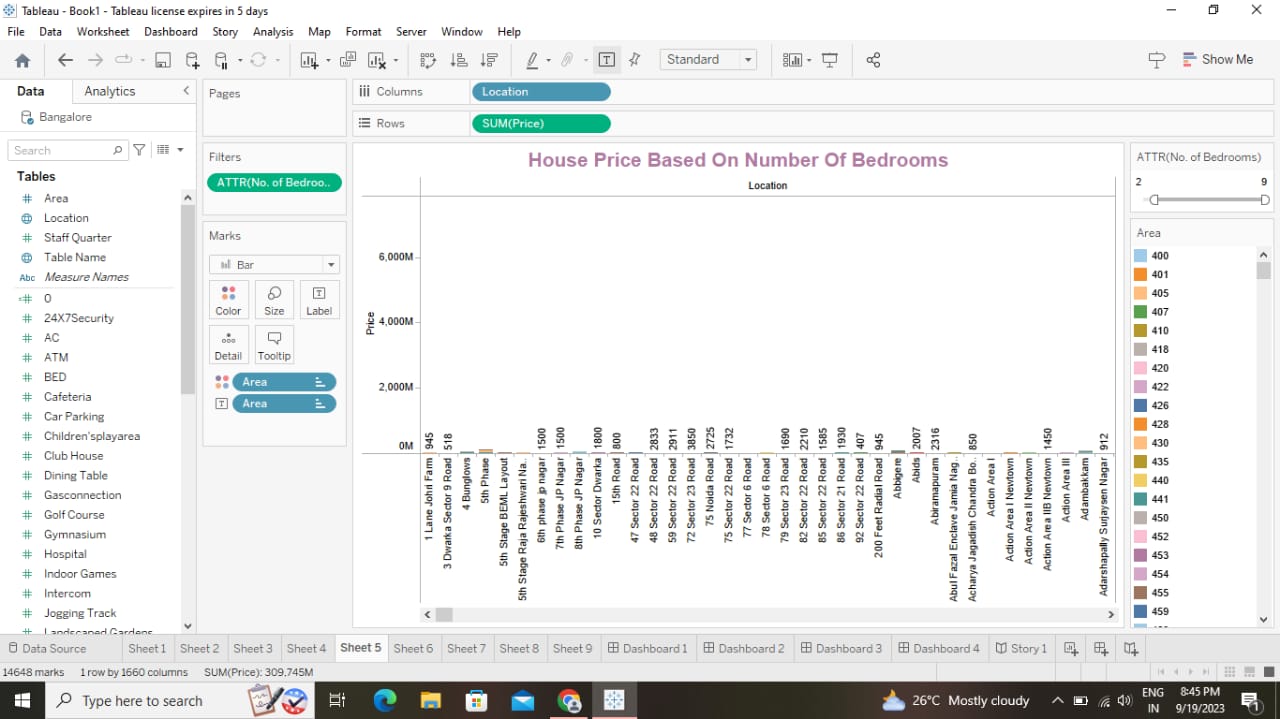 Tableau - Book1 - Tableau license expires in 5 days
File Data Worksheet Dashboard Story Analysis Map Format Server Window Help
Standard
Show Me
Data
Analytics
Bangalore
Search
Tables
Area
Location
Staff Quarter
Table Name
Abc Measure Names
0
24X7Security
AC
ATM
BED
Cafeteria
Car Parking
Children'splayarea
Club House
Dining Table
Gasconnection
Golf Course
Gymnasium
Hospital
Indoor Games
Intercom
Jogging Track
Landscaped Gardens
Pages
Filters
ATTR(No. of Bedroo..
Marks
Bar
Color
Size
Label
Detail
Tooltip
Area
Area
Columns
Location
Rows
SUM(Price)
House Price Based On Number Of Bedrooms
Location
Price
6,000M
4,000M
2,000M
0M
945
518
1500
1500
1800
800
2833
2911
3850
2725
1732
1690
2210
1585
1930
407
945
2007
2316
850
1450
912
1 Lane Johri Farm
3 Dwarka Sector 9 Road
4 Bunglows
5th Phase
5th Stage BEML Layout
5th Stage Raja Rajeshwari Na..
6th phase jp nagar
7th Phase JP Nagar
8th Phase JP Nagar
10 Sector Dwarka
15th Road
47 Sector 22 Road
48 Sector 22 Road
59 Sector 22 Road
72 Sector 23 Road
75 Noida Road
75 Sector 22 Road
77 Sector 6 Road
78 Sector 6 Road
79 Sector 23 Road
82 Sector 22 Road
85 Sector 22 Road
86 Sector 21 Road
92 Sector 22 Road
200 Feet Radial Road
Abbigere
Abids
Abiramapuram
Abul Fazal Enclave Jamia Nag..
Acharya Jagadish Chandra Bo..
Action Area I
Action Area I Newtown
Action Area II Newtown
Action Area IIB Newtown
Action Area III
Adambakkam
Adarshapally Surjaysen Nagar
ATTR(No. of Bedrooms)
2 9
Area
400
401
405
407
410
418
420
422
426
428
430
435
440
441
450
452
453
454
455
459
Data Source Sheet 1 Sheet 2 Sheet 3 Sheet 4 Sheet 5 Sheet 6 Sheet 7 Sheet 8 Sheet 9 Dashboard 1 Dashboard 2 Dashboard 3 Dashboard 4 Story 1
14648 marks 1 row by 1660 columns SUM(Price): 309.745M
Type here to search
26°C Mostly cloudy
ENG
IN
8:45 PM
9/19/2023
1